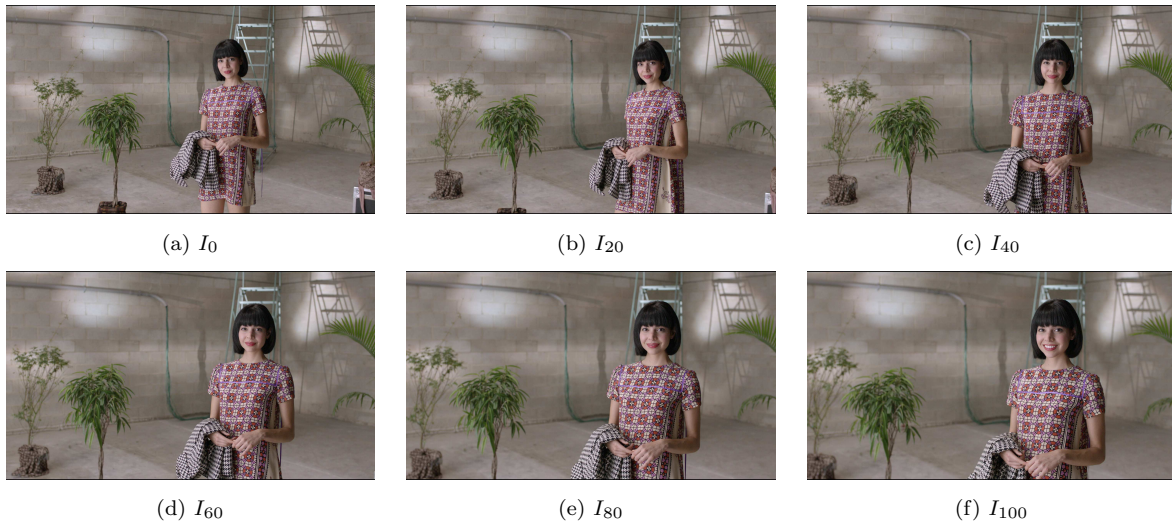 (a) I₀
(b) I₂₀
(c) I₄₀
(d) I₆₀
(e) I₈₀
(f) I₁₀₀